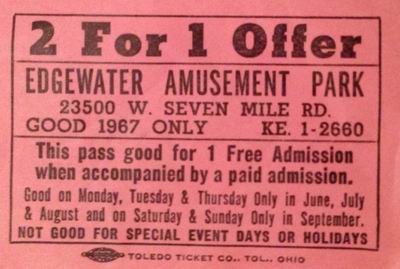 2 For 1 Offer
EDGEWATER AMUSEMENT PARK
23500 W. SEVEN MILE RD.
GOOD 1967 ONLY KE. 1-2660
This pass good for 1 Free Admission
when accompanied by a paid admission.
Good on Monday, Tuesday & Thursday Only in June, July
& August and on Saturday & Sunday Only in September.
NOT GOOD FOR SPECIAL EVENT DAYS OR HOLIDAYS
TOLEDO TICKET CO., TOL., OHIO